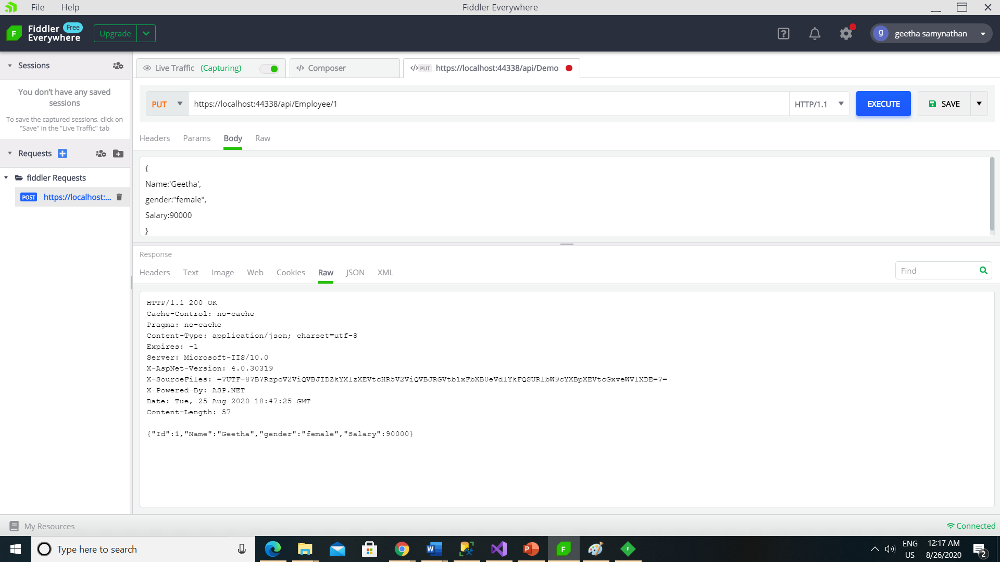 File Help Fiddler Everywhere
Fiddler Free
Everywhere
Upgrade
g geetha samynathan
Sessions
You don't have any saved
sessions
To save the captured sessions, click on
"Save" in the "Live Traffic" tab
Requests
fiddler Requests
POST https://localhost:...
Live Traffic (Capturing)
</> Composer
</> PUT https://localhost:44338/api/Demo
PUT https://localhost:44338/api/Employee/1 HTTP/1.1 EXECUTE SAVE
Headers Params Body Raw
{
Name:'Geetha',
gender:"female",
Salary:90000
}
Response
Headers Text Image Web Cookies Raw JSON XML
Find
HTTP/1.1 200 OK
Cache-Control: no-cache
Pragma: no-cache
Content-Type: application/json; charset=utf-8
Expires: -1
Server: Microsoft-IIS/10.0
X-AspNet-Version: 4.0.30319
X-SourceFiles: =?UTF-8?B?RzpcV2ViQVBJIDZkYXlzXEVtcHR5V2ViQVBJRGVtb1xFbXB0eVdlYkFQSURlbW9cYXBpXEVtcGxveWVlXDE=?=
X-Powered-By: ASP.NET
Date: Tue, 25 Aug 2020 18:47:25 GMT
Content-Length: 57
{"Id":1,"Name":"Geetha","gender":"female","Salary":90000}
My Resources
Connected
Type here to search
ENG
US
12:17 AM
8/26/2020
2